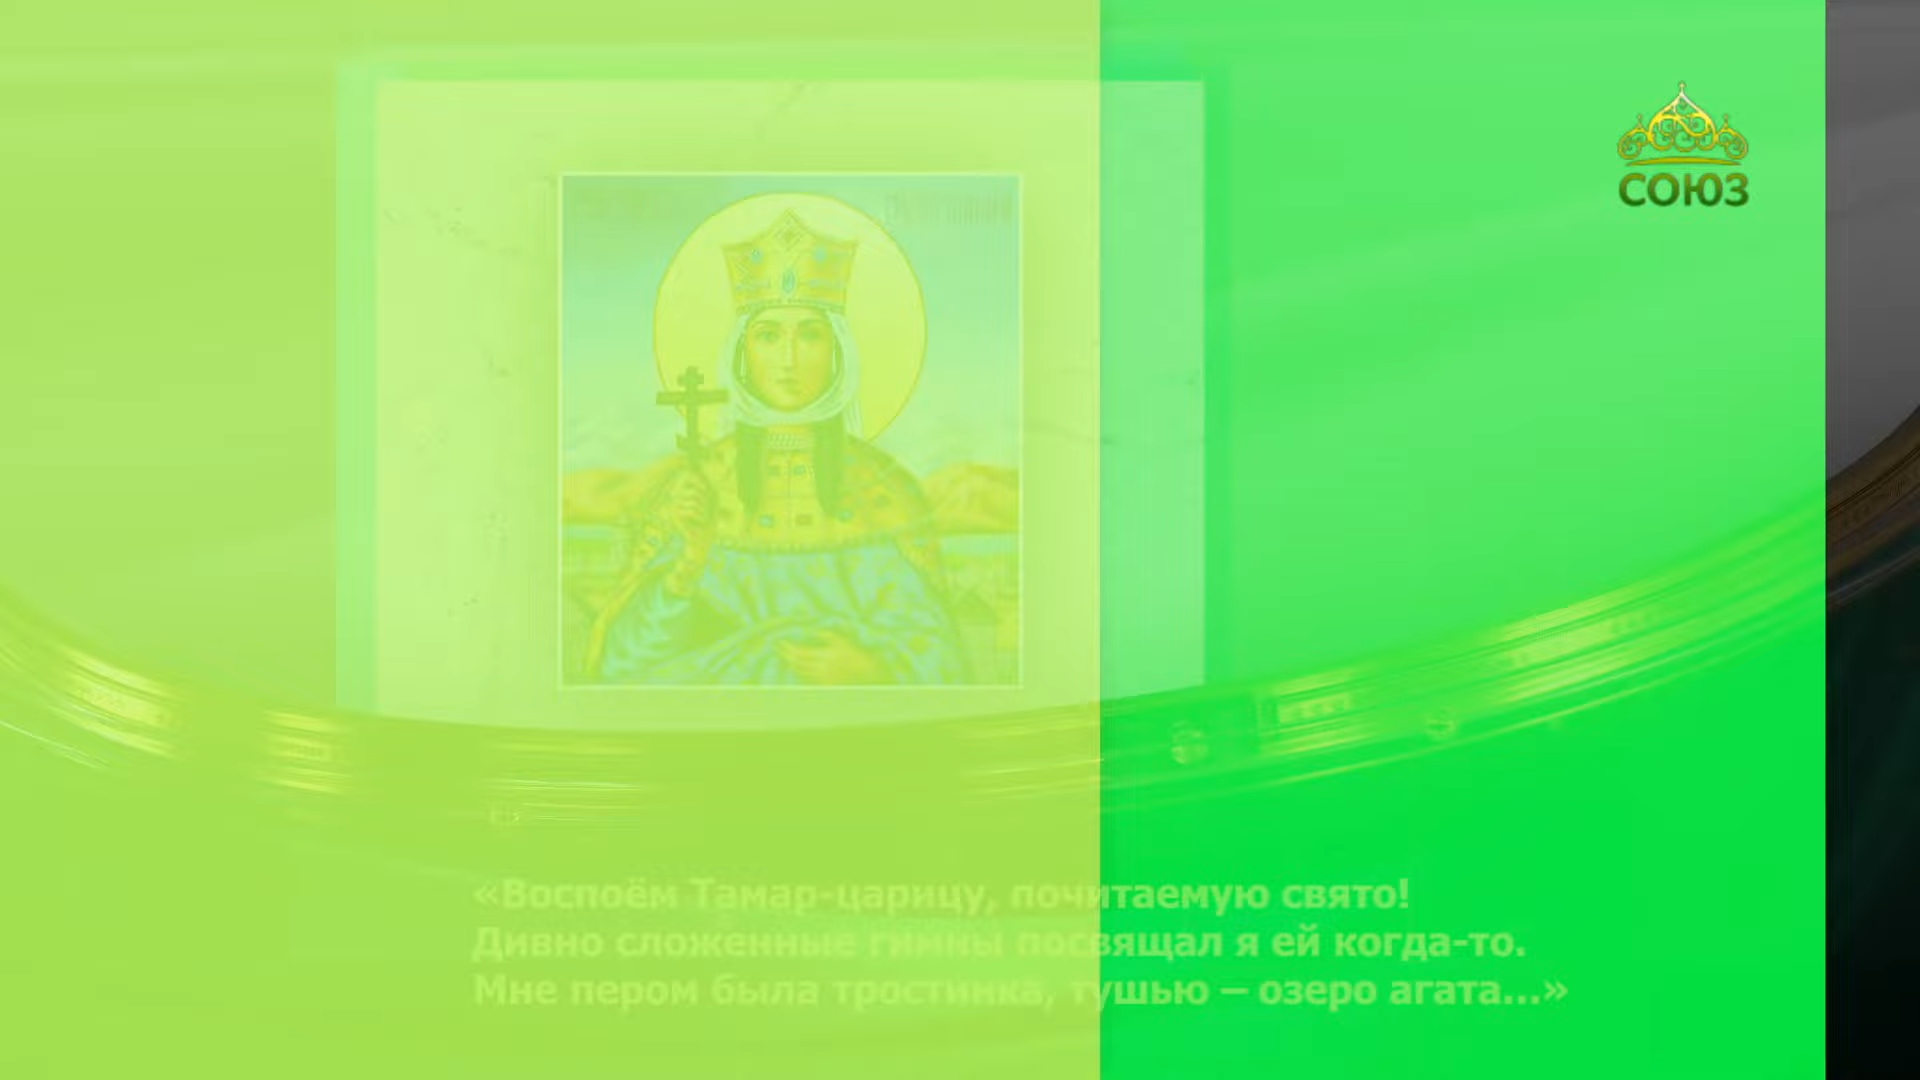 СОЮЗ
«Воспоём Тамар-царицу, почитаемую свято!
Дивно сложенные гимны посвящал я ей когда-то.
Мне пером была тростинка, тушью – озеро агата...»